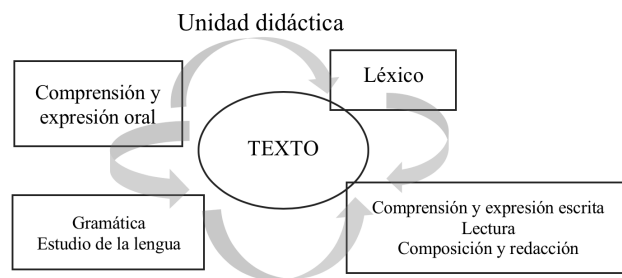 Unidad didáctica
Comprensión y
expresión oral
Léxico
TEXTO
Gramática
Estudio de la lengua
Comprensión y expresión escrita
Lectura
Composición y redacción